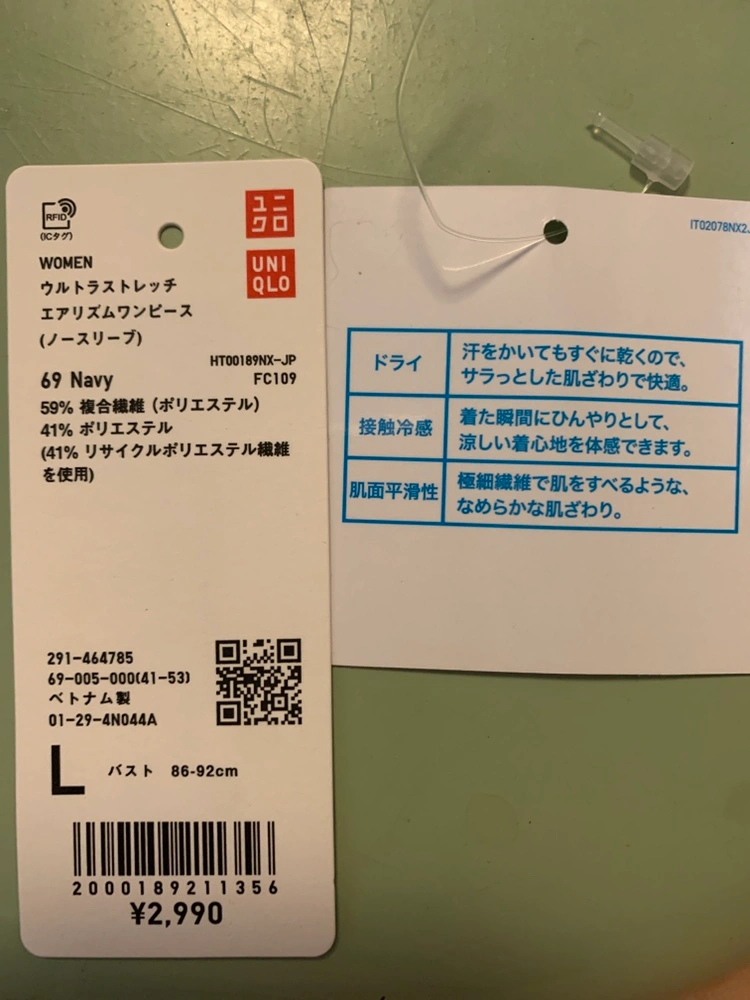 RFID
(ICタグ)
ユニ
クロ
UNI
QLO
WOMEN
ウルトラストレッチ
エアリズムワンピース
(ノースリーブ)
HT00189NX-JP
69 Navy
FC109
59% 複合繊維 (ポリエステル)
41% ポリエステル
(41% リサイクルポリエステル繊維
を使用)
291-464785
69-005-000(41-53)
ベトナム製
01-29-4N044A
L
バスト 86-92cm
2000189211356
¥2,990
IT02078NX2
ドライ
汗をかいてもすぐに乾くので、
サラっとした肌ざわりで快適。
接触冷感
着た瞬間にひんやりとして、
涼しい着心地を体感できます。
肌面平滑性
極細繊維で肌をすべるような、
なめらかな肌ざわり。